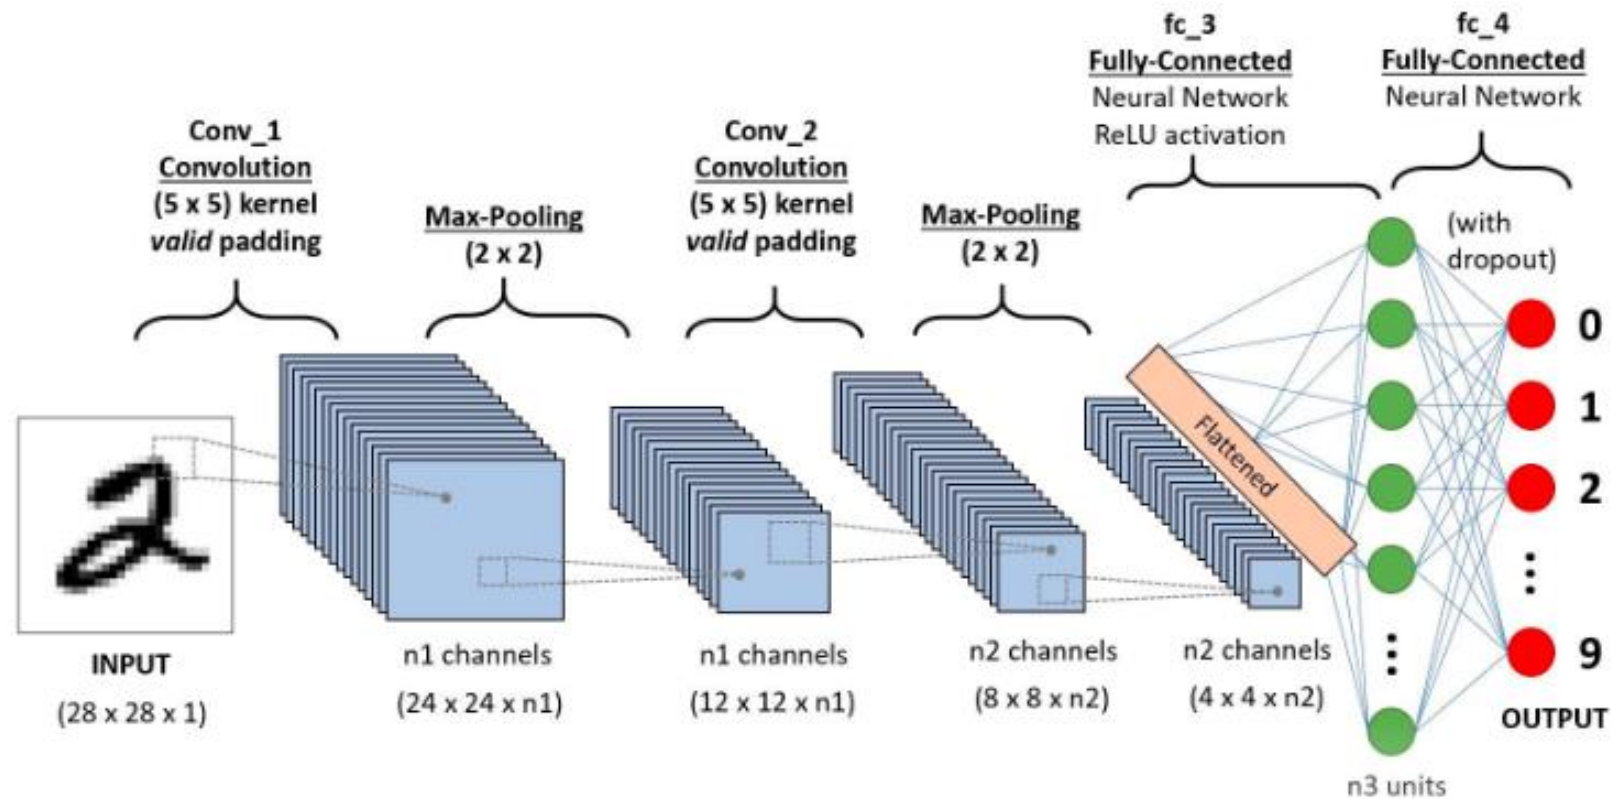 Conv_1
Convolution
(5 x 5) kernel
valid padding
Max-Pooling
(2 x 2)
Conv_2
Convolution
(5 x 5) kernel
valid padding
Max-Pooling
(2 x 2)
fc_3
Fully-Connected
Neural Network
ReLU activation
fc_4
Fully-Connected
Neural Network
(with
dropout)
Flattened
0
1
2
9
OUTPUT
INPUT
(28 x 28 x 1)
n1 channels
(24 x 24 x n1)
n1 channels
(12 x 12 x n1)
n2 channels
(8 x 8 x n2)
n2 channels
(4 x 4 x n2)
n3 units
2